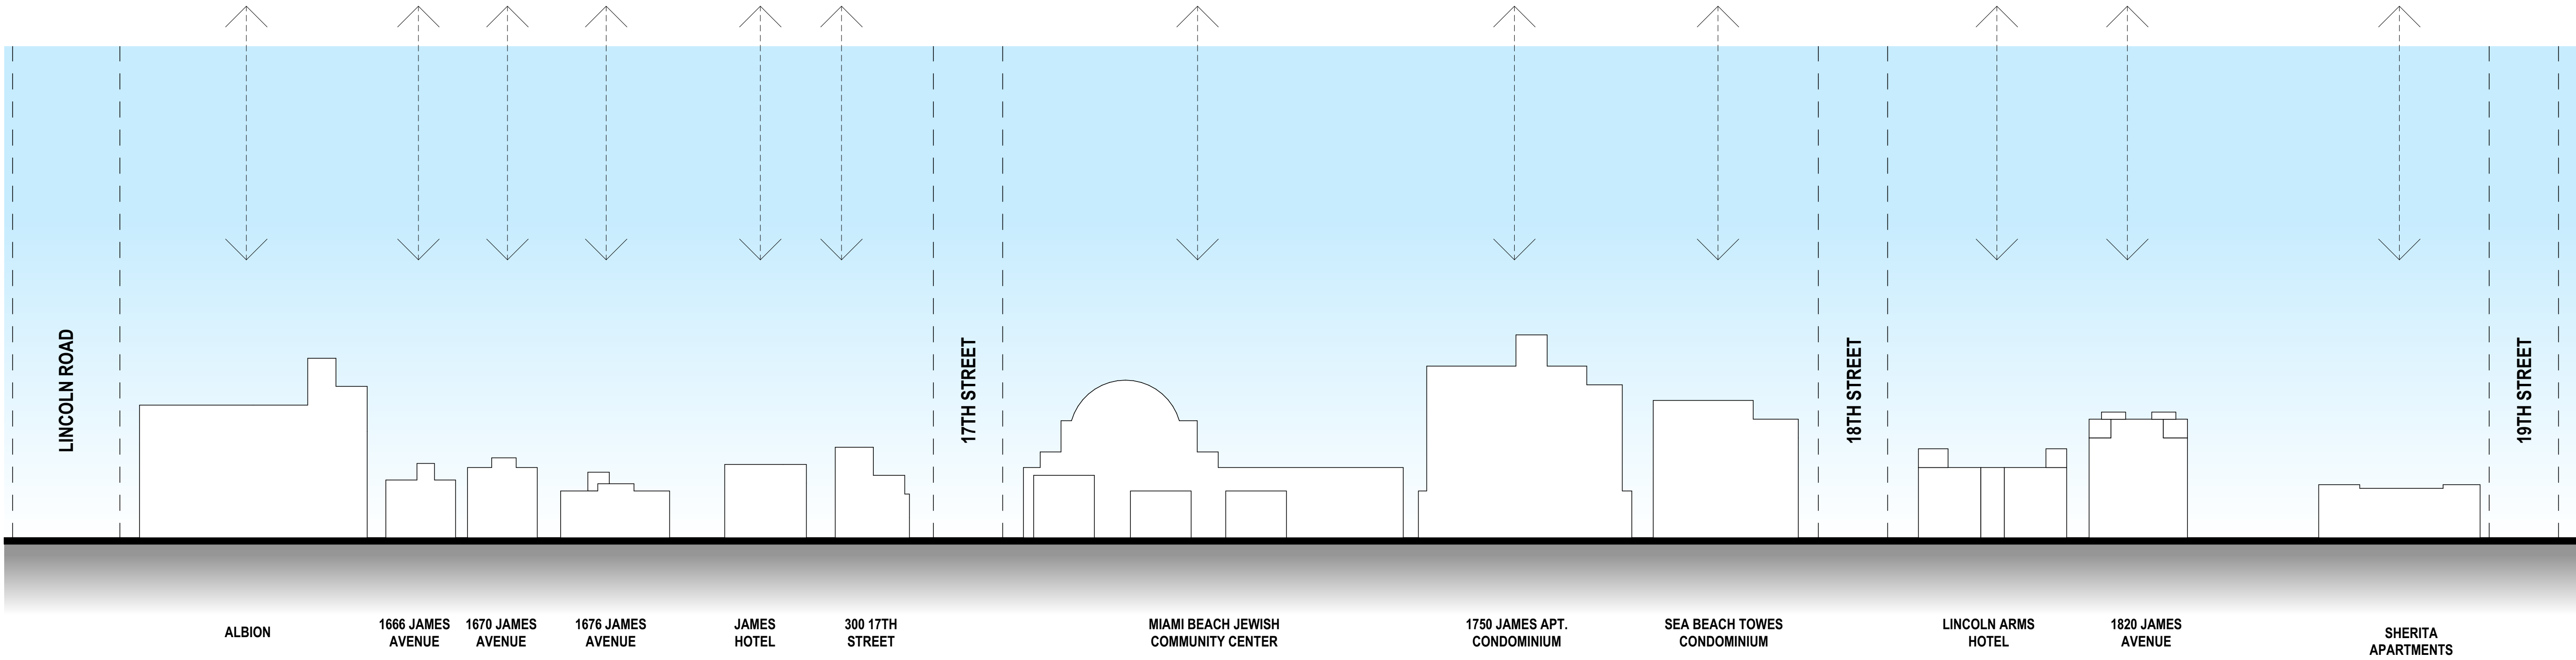 LINCOLN ROAD
17TH STREET
18TH STREET
19TH STREET
ALBION
1666 JAMES
AVENUE
1670 JAMES
AVENUE
1676 JAMES
AVENUE
JAMES
HOTEL
300 17TH
STREET
MIAMI BEACH JEWISH
COMMUNITY CENTER
1750 JAMES APT.
CONDOMINIUM
SEA BEACH TOWES
CONDOMINIUM
LINCOLN ARMS
HOTEL
1820 JAMES
AVENUE
SHERITA
APARTMENTS